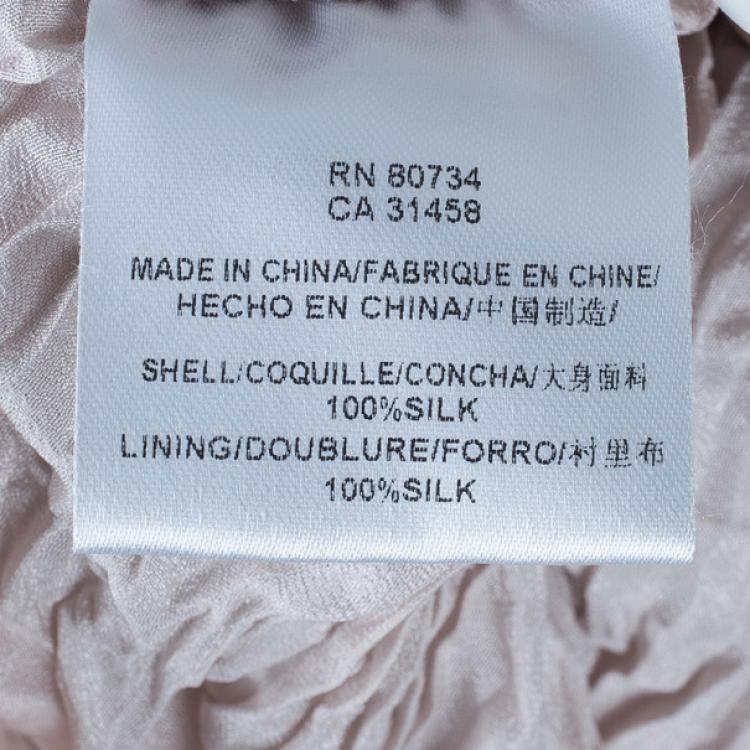 RN 80734
CA 31458
MADE IN CHINA/FABRIQUE EN CHINE/
HECHO EN CHINA/中国制造/
SHELL/COQUILLE/CONCHA/大身面料
100%SILK
LINING/DOUBLURE/FORRO/衬里布
100%SILK